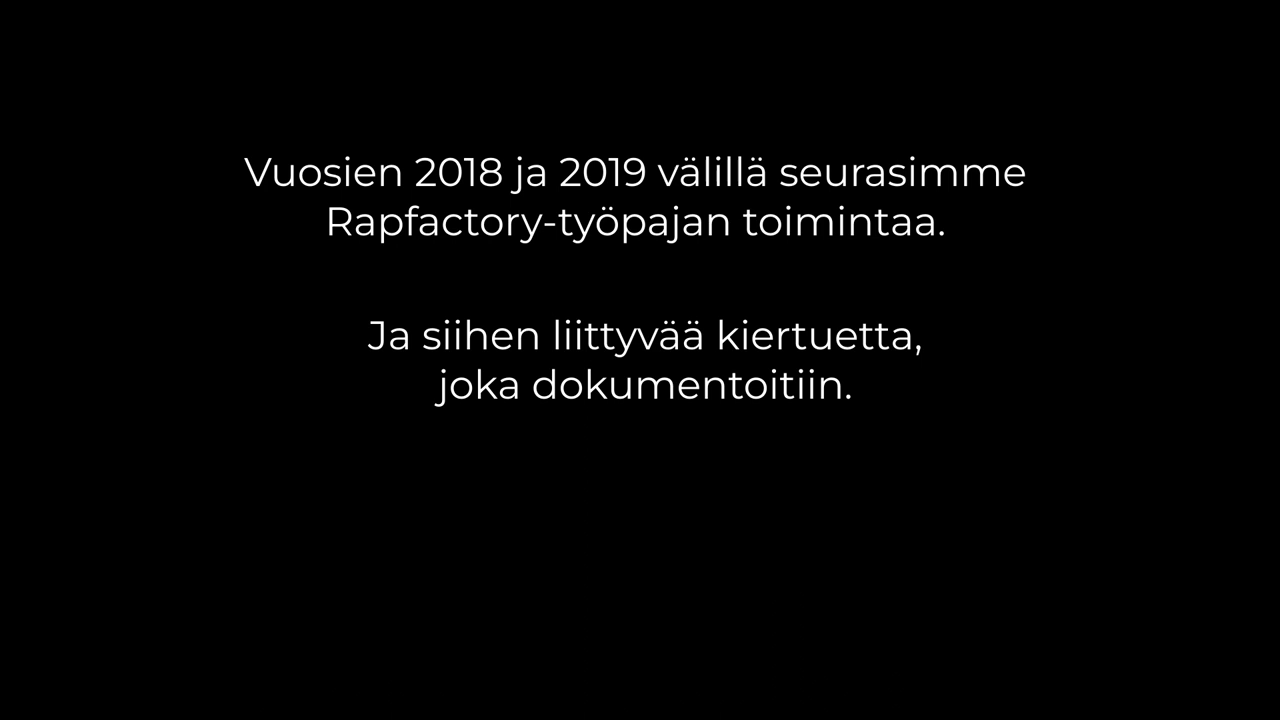 Vuosien 2018 ja 2019 välillä seurasimme
Rapfactory-työpajan toimintaa.
Ja siihen liittyvää kiertuetta,
joka dokumentoitiin.